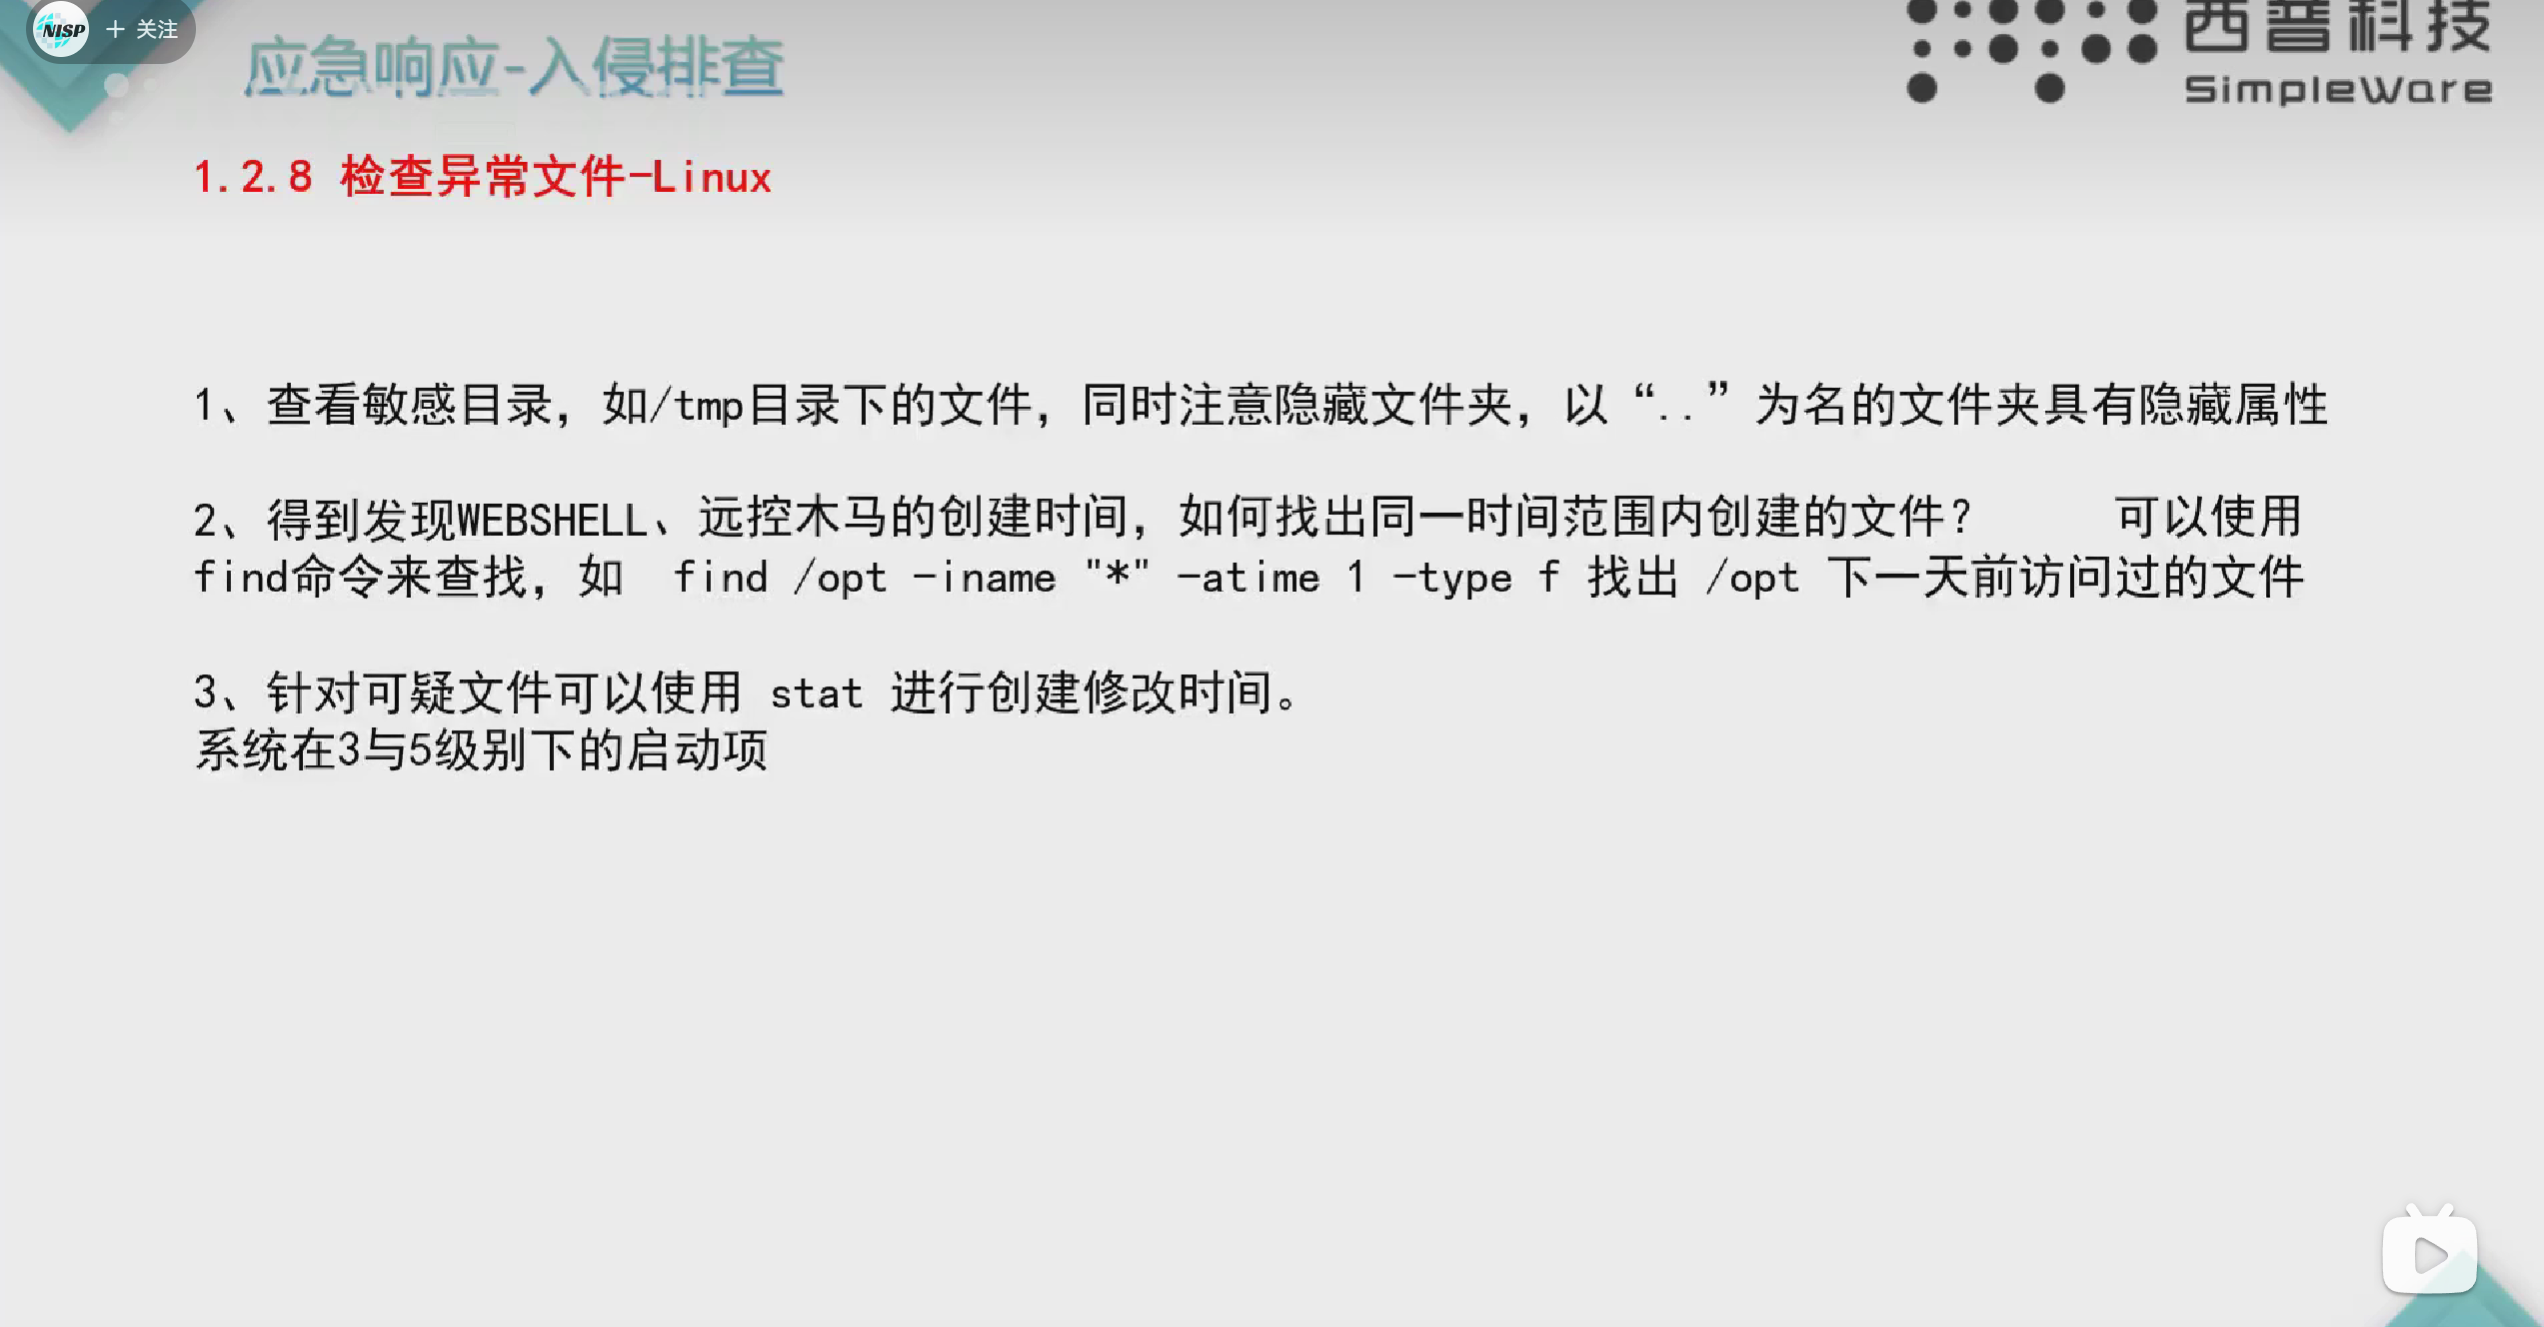 NISP + 关注
应急响应-入侵排查
西普科技
SimpleWare
1.2.8 检查异常文件-Linux
1、查看敏感目录，如/tmp目录下的文件，同时注意隐藏文件夹，以“..”为名的文件夹具有隐藏属性
2、得到发现WEBSHELL、远控木马的创建时间，如何找出同一时间范围内创建的文件？ 可以使用
find命令来查找，如 find /opt -iname "*" -atime 1 -type f 找出 /opt 下一天前访问过的文件
3、针对可疑文件可以使用 stat 进行创建修改时间。
系统在3与5级别下的启动项